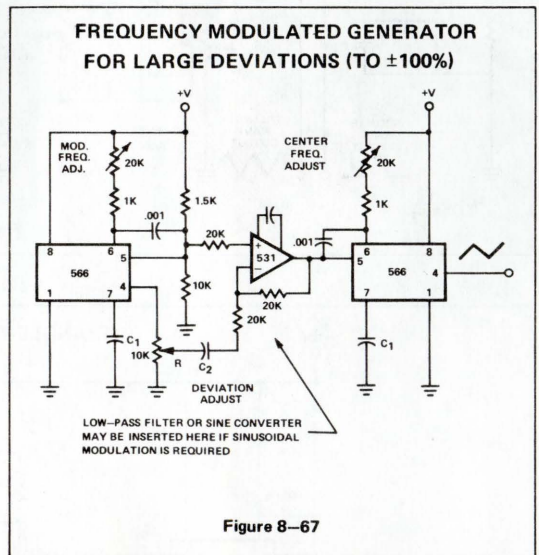 FREQUENCY MODULATED GENERATOR
FOR LARGE DEVIATIONS (TO ±100%)
+V
+V
MOD.
FREQ.
ADJ.
20K
CENTER
FREQ.
ADJUST
20K
1K
.001
1.5K
1K
20K
.001
8
6
5
566
4
1
7
10K
+
−
531
20K
20K
6
8
5
566
4
7
1
C1
10K
R
C2
C1
DEVIATION
ADJUST
LOW–PASS FILTER OR SINE CONVERTER
MAY BE INSERTED HERE IF SINUSOIDAL
MODULATION IS REQUIRED
Figure 8–67